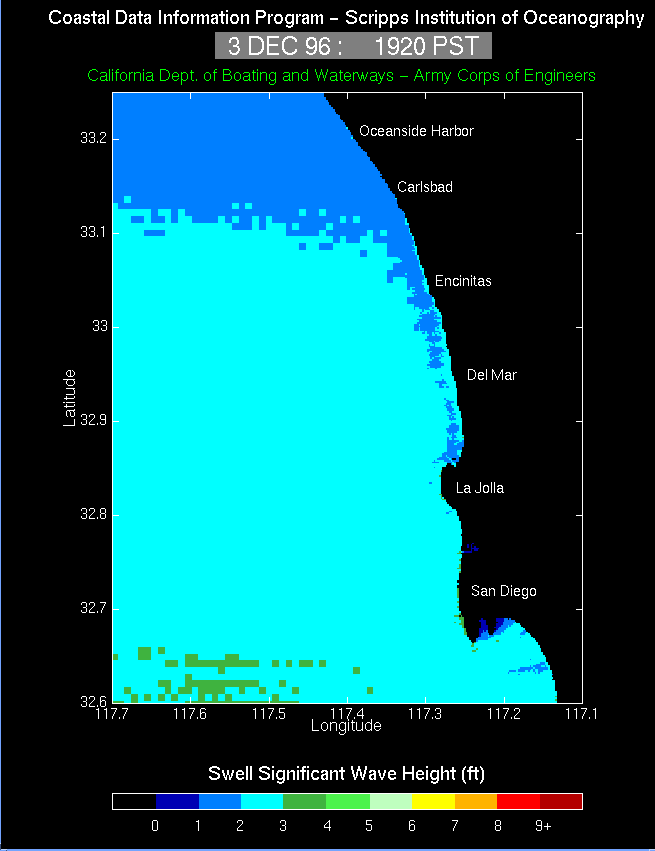 Coastal Data Information Program – Scripps Institution of Oceanography
3 DEC 96 : 1920 PST
California Dept. of Boating and Waterways – Army Corps of Engineers
Oceanside Harbor
33.2
Carlsbad
33.1
Encinitas
33
Del Mar
Latitude
32.9
La Jolla
32.8
San Diego
32.7
32.6
117.7 117.6 117.5 117.4 117.3 117.2 117.1
Longitude
Swell Significant Wave Height (ft)
0 1 2 3 4 5 6 7 8 9+